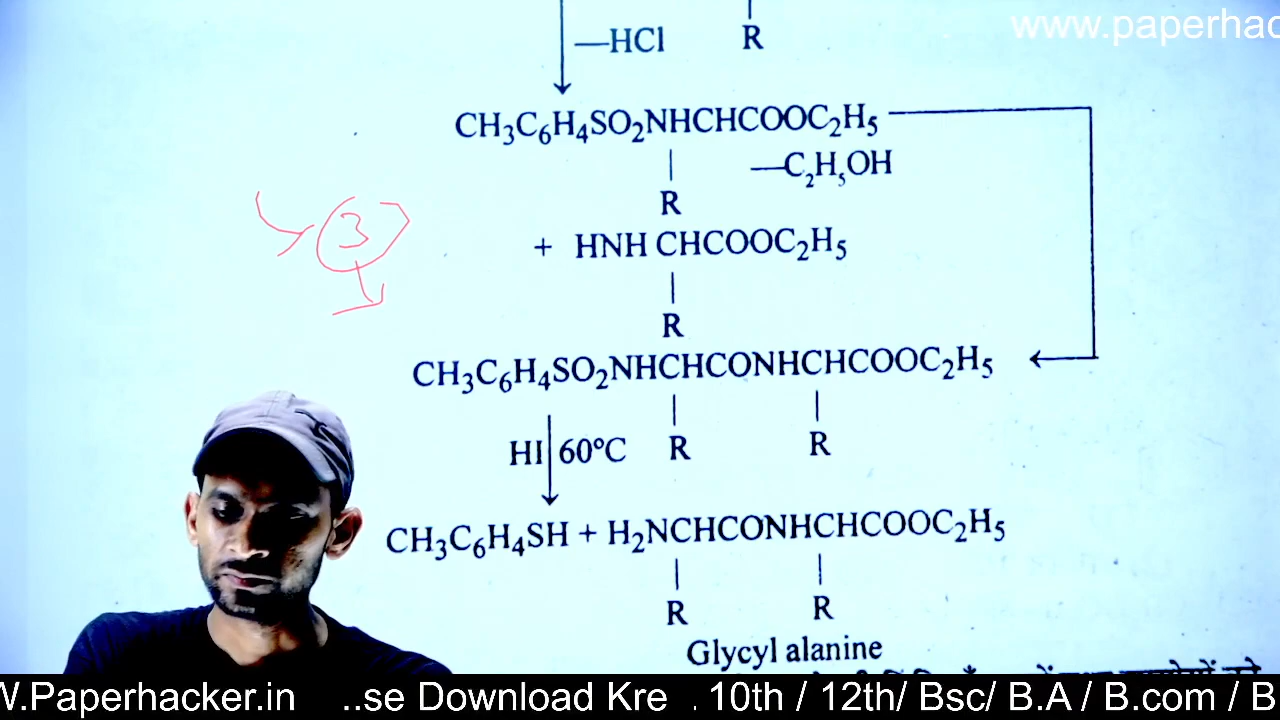 www.paperhac
—HCl
R
CH₃C₆H₄SO₂NHCHCOOC₂H₅
—C₂H₅OH
R
+ HNH CHCOOC₂H₅
R
3
CH₃C₆H₄SO₂NHCHCONHCHCOOC₂H₅
HI 60°C R R
CH₃C₆H₄SH + H₂NCHCONHCHCOOC₂H₅
R R
Glycyl alanine
W.Paperhacker.in ..se Download Kre . 10th / 12th/ Bsc/ B.A / B.com / B